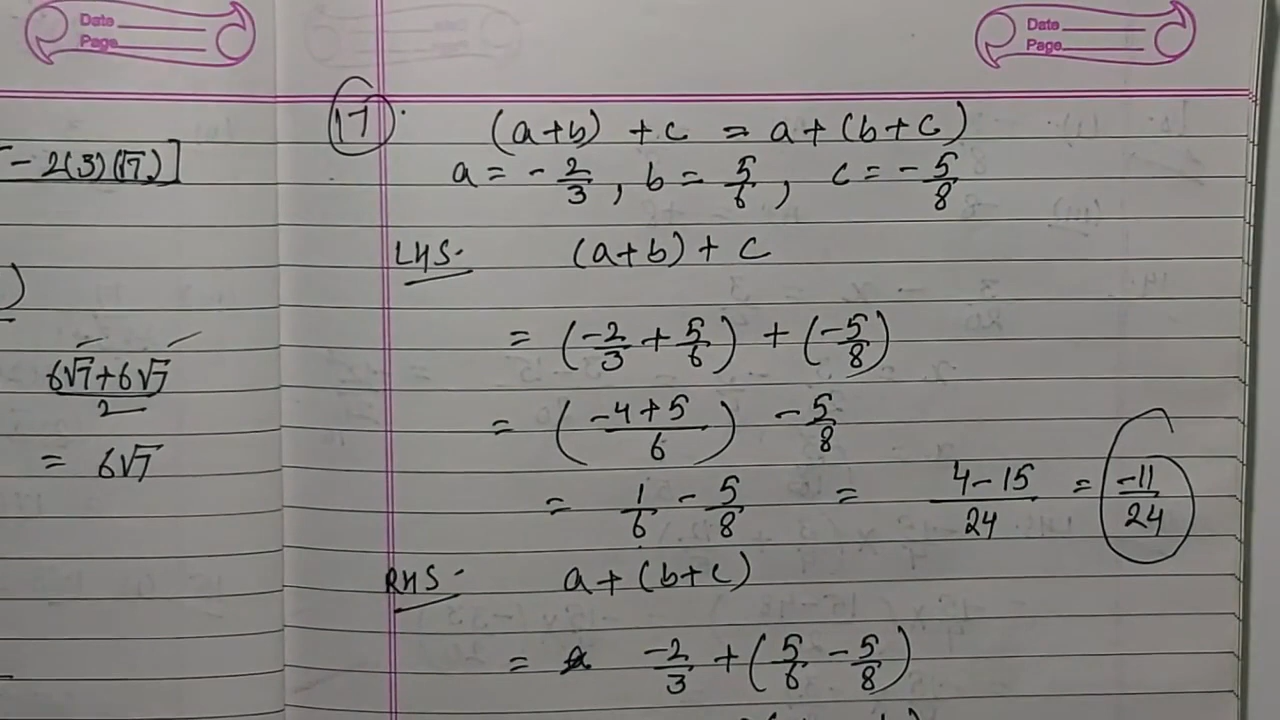 Date
Page
Date
Page
- 2(3)(√7)]
)
6√7+6√7/2
= 6√7
17. (a+b) + c = a+(b+c)
a = -2/3, b = 5/6, c = -5/8
LHS. (a+b) + c
= (-2/3 + 5/6) + (-5/8)
= (-4+5/6) -5/8
= 1/6 - 5/8 = 4-15/24 = -11/24
RHS. a+(b+c)
= -2/3 + (5/6 - 5/8)